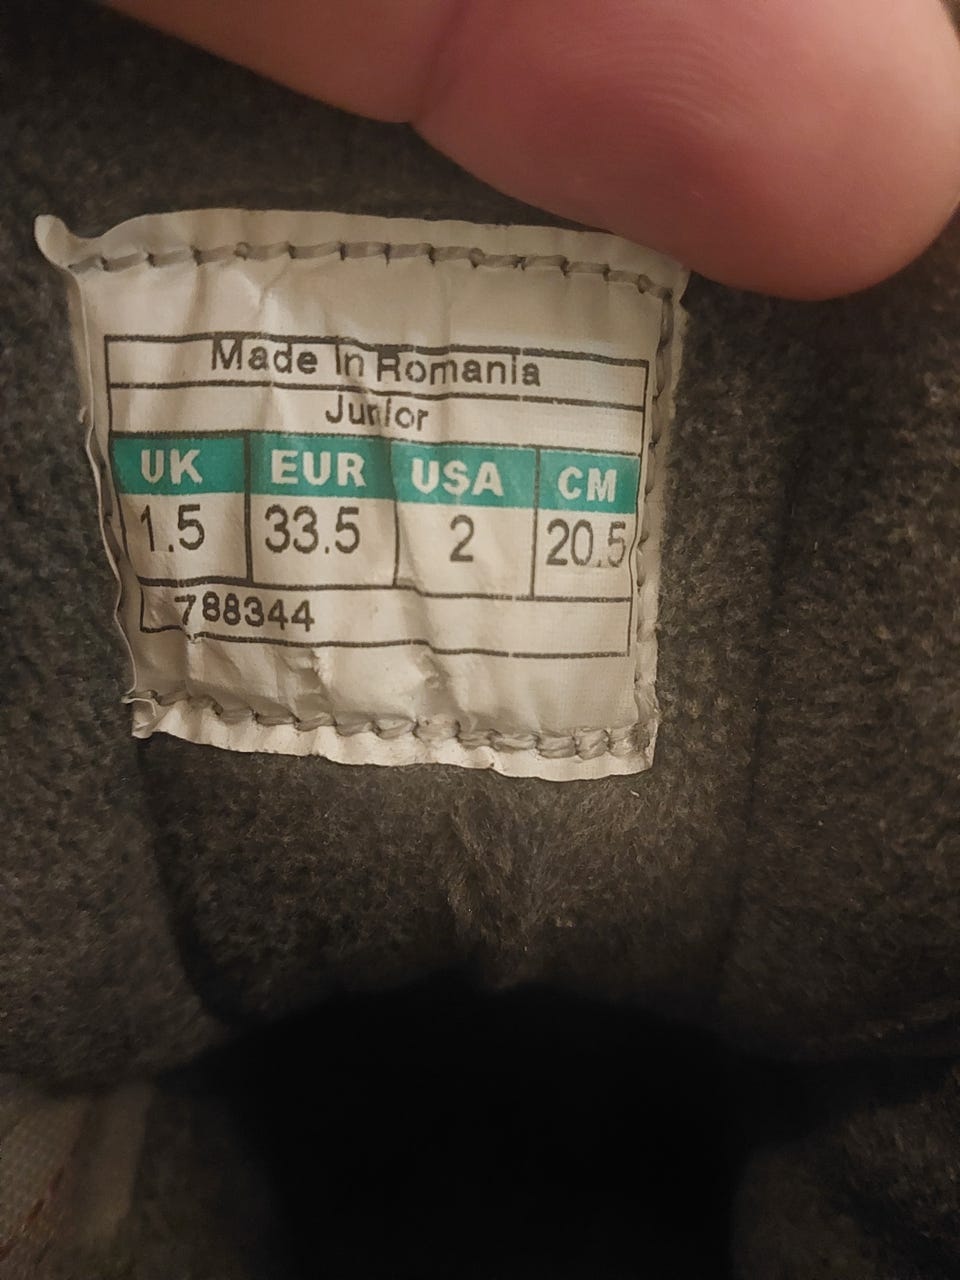 Made In Romania
Junior
UK EUR USA CM
1.5 33.5 2 20.5
788344